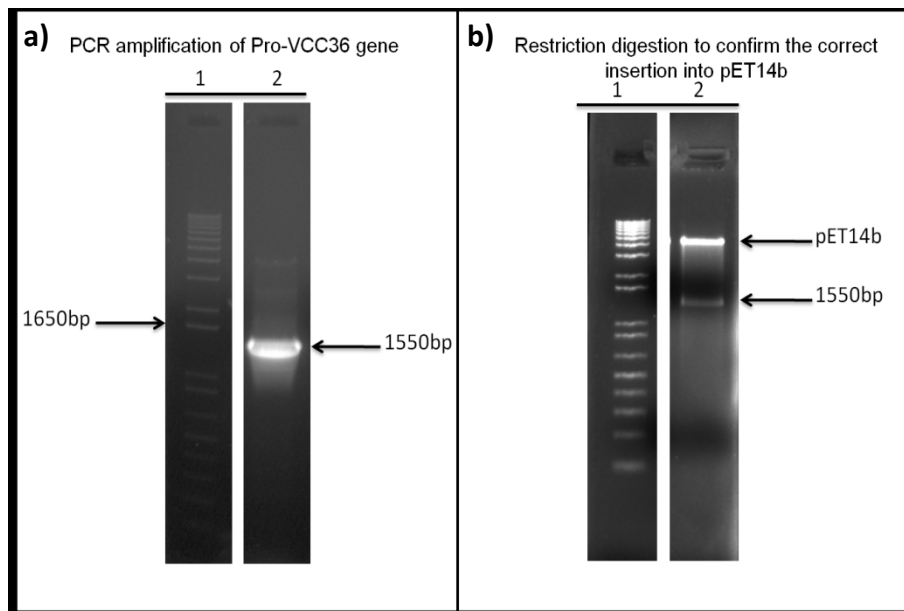 a)
PCR amplification of Pro-VCC36 gene
1
2
1650bp
1550bp
b)
Restriction digestion to confirm the correct
insertion into pET14b
1
2
pET14b
1550bp